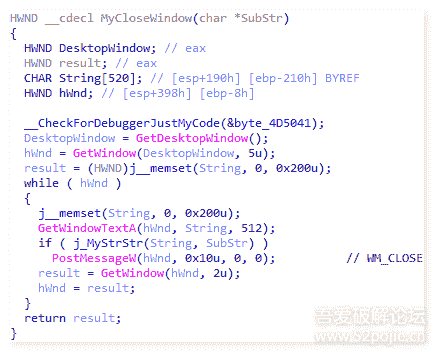 HWND __cdecl MyCloseWindow(char *SubStr)
{
  HWND DesktopWindow; // eax
  HWND result; // eax
  CHAR String[520]; // [esp+190h] [ebp-210h] BYREF
  HWND hWnd; // [esp+398h] [ebp-8h]

  __CheckForDebuggerJustMyCode(&byte_4D5041);
  DesktopWindow = GetDesktopWindow();
  hWnd = GetWindow(DesktopWindow, 5u);
  result = (HWND)j__memset(String, 0, 0x200u);
  while ( hWnd )
  {
    j__memset(String, 0, 0x200u);
    GetWindowTextA(hWnd, String, 512);
    if ( j_MyStrStr(String, SubStr) )
      PostMessageW(hWnd, 0x10u, 0, 0);          // WM_CLOSE
    result = GetWindow(hWnd, 2u);
    hWnd = result;
  }
  return result;
}
吾爱破解论坛
www.52pojie.cn